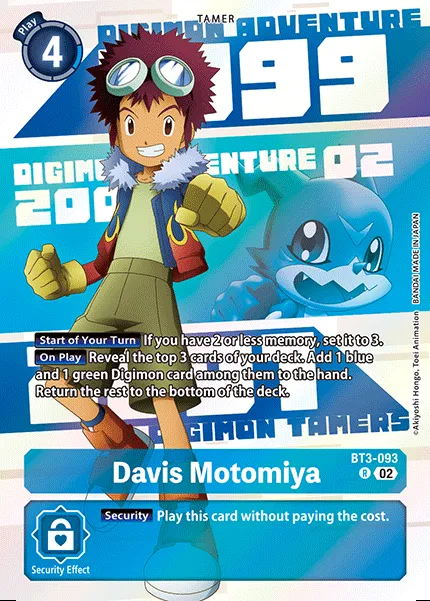 TAMER
Play
4
DIGIMON ADVENTURE
1999
DIGIMON ADVENTURE 02
200
Start of Your Turn If you have 2 or less memory, set it to 3.
On Play Reveal the top 3 cards of your deck. Add 1 blue
and 1 green Digimon card among them to the hand.
Return the rest to the bottom of the deck.
DIGIMON TAMERS
©Akiyoshi Hongo, Toei Animation BANDAI MADE IN JAPAN
BT3-093
Davis Motomiya
R 02
Security Play this card without paying the cost.
Security Effect